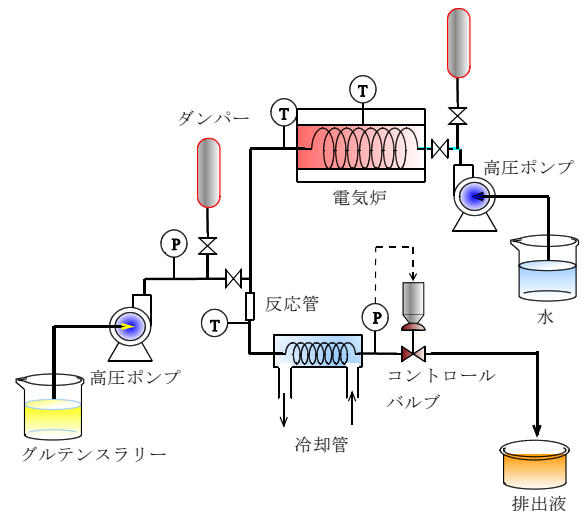 ダンパー
T
T
電気炉
高圧ポンプ
水
P
反応管
T
P
高圧ポンプ
コントロール
バルブ
グルテンスラリー
冷却管
排出液